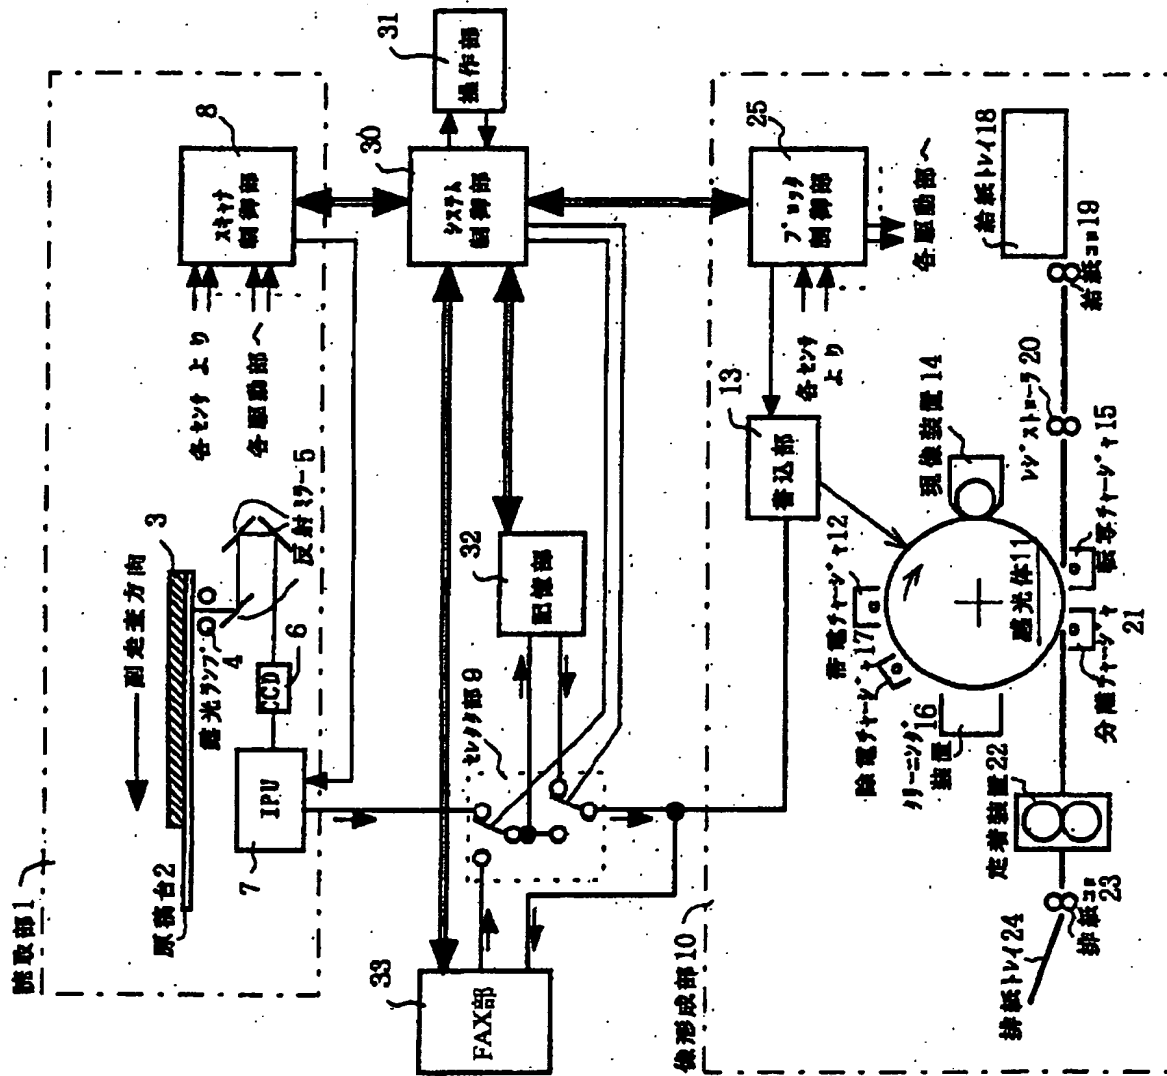 読取部1
原稿台2
3
副走査方向
露光ランプ
4
反射ミラー5
CCD
6
IPU
7
各センサ より
各駆動部へ
スキャナ
制御部
8
操作部
31
システム
制御部
30
記憶部
32
セレクタ部9
FAX部
33
像形成部10
プロッタ
制御部
25
各センサ
より
各駆動部へ
書込部
13
現像装置14
帯電チャージャ12
除電チャージャ17
クリーニング16
装置
感光体11
転写チャージャ15
分離チャージャ
21
レジストローラ20
給紙コロ19
給紙トレイ18
定着装置22
排紙コロ
23
排紙トレイ24